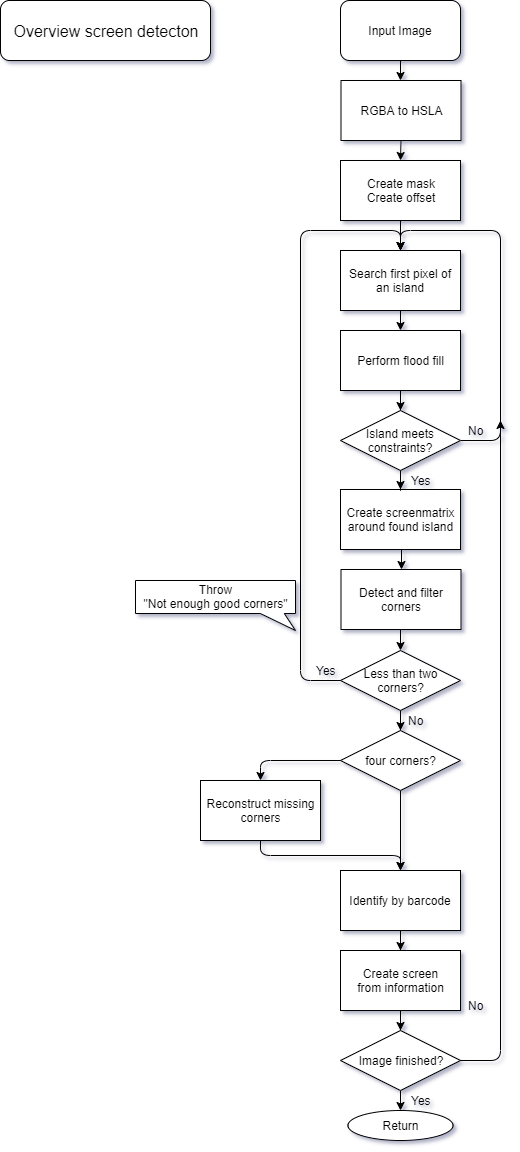 Overview screen detecton
Input Image
RGBA to HSLA
Create mask
Create offset
Search first pixel of
an island
Perform flood fill
Island meets
constraints?
No
Yes
Create screenmatrix
around found island
Throw
"Not enough good corners"
Detect and filter
corners
Yes
Less than two
corners?
No
four corners?
Reconstruct missing
corners
Identify by barcode
Create screen
from information
No
Image finished?
Yes
Return